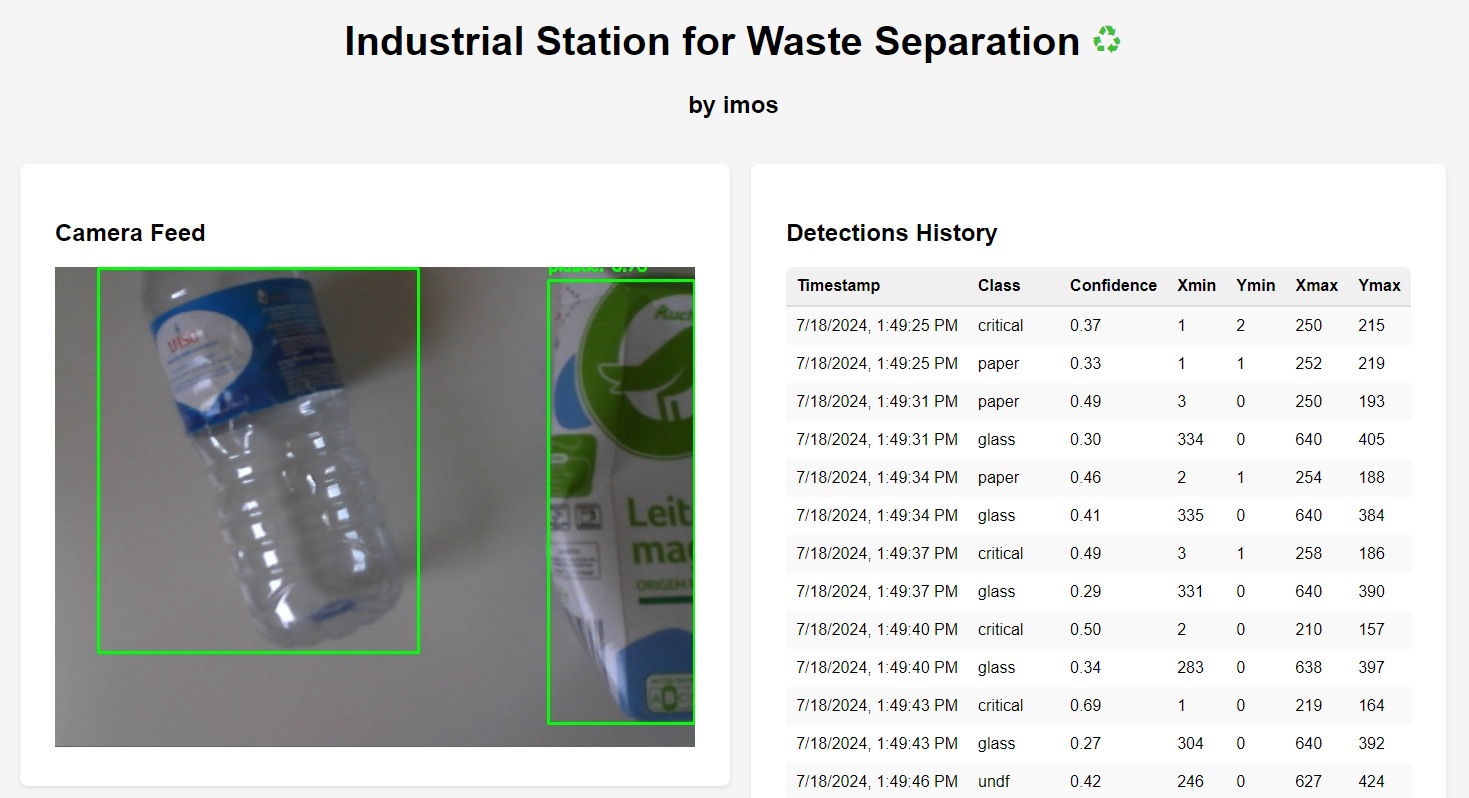 Industrial Station for Waste Separation
by imos
Camera Feed
Auch
Leit
ma
ORIGEM
A B C
Detections History
Timestamp Class Confidence Xmin Ymin Xmax Ymax
7/18/2024, 1:49:25 PM critical 0.37 1 2 250 215
7/18/2024, 1:49:25 PM paper 0.33 1 1 252 219
7/18/2024, 1:49:31 PM paper 0.49 3 0 250 193
7/18/2024, 1:49:31 PM glass 0.30 334 0 640 405
7/18/2024, 1:49:34 PM paper 0.46 2 1 254 188
7/18/2024, 1:49:34 PM glass 0.41 335 0 640 384
7/18/2024, 1:49:37 PM critical 0.49 3 1 258 186
7/18/2024, 1:49:37 PM glass 0.29 331 0 640 390
7/18/2024, 1:49:40 PM critical 0.50 2 0 210 157
7/18/2024, 1:49:40 PM glass 0.34 283 0 638 397
7/18/2024, 1:49:43 PM critical 0.69 1 0 219 164
7/18/2024, 1:49:43 PM glass 0.27 304 0 640 392
7/18/2024, 1:49:46 PM undf 0.42 246 0 627 424